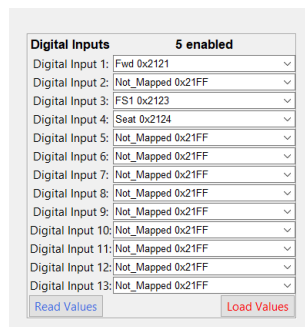 Digital Inputs 5 enabled
Digital Input 1: Fwd 0x2121
Digital Input 2: Not_Mapped 0x21FF
Digital Input 3: FS1 0x2123
Digital Input 4: Seat 0x2124
Digital Input 5: Not_Mapped 0x21FF
Digital Input 6: Not_Mapped 0x21FF
Digital Input 7: Not_Mapped 0x21FF
Digital Input 8: Not_Mapped 0x21FF
Digital Input 9: Not_Mapped 0x21FF
Digital Input 10: Not_Mapped 0x21FF
Digital Input 11: Not_Mapped 0x21FF
Digital Input 12: Not_Mapped 0x21FF
Digital Input 13: Not_Mapped 0x21FF
Read Values Load Values